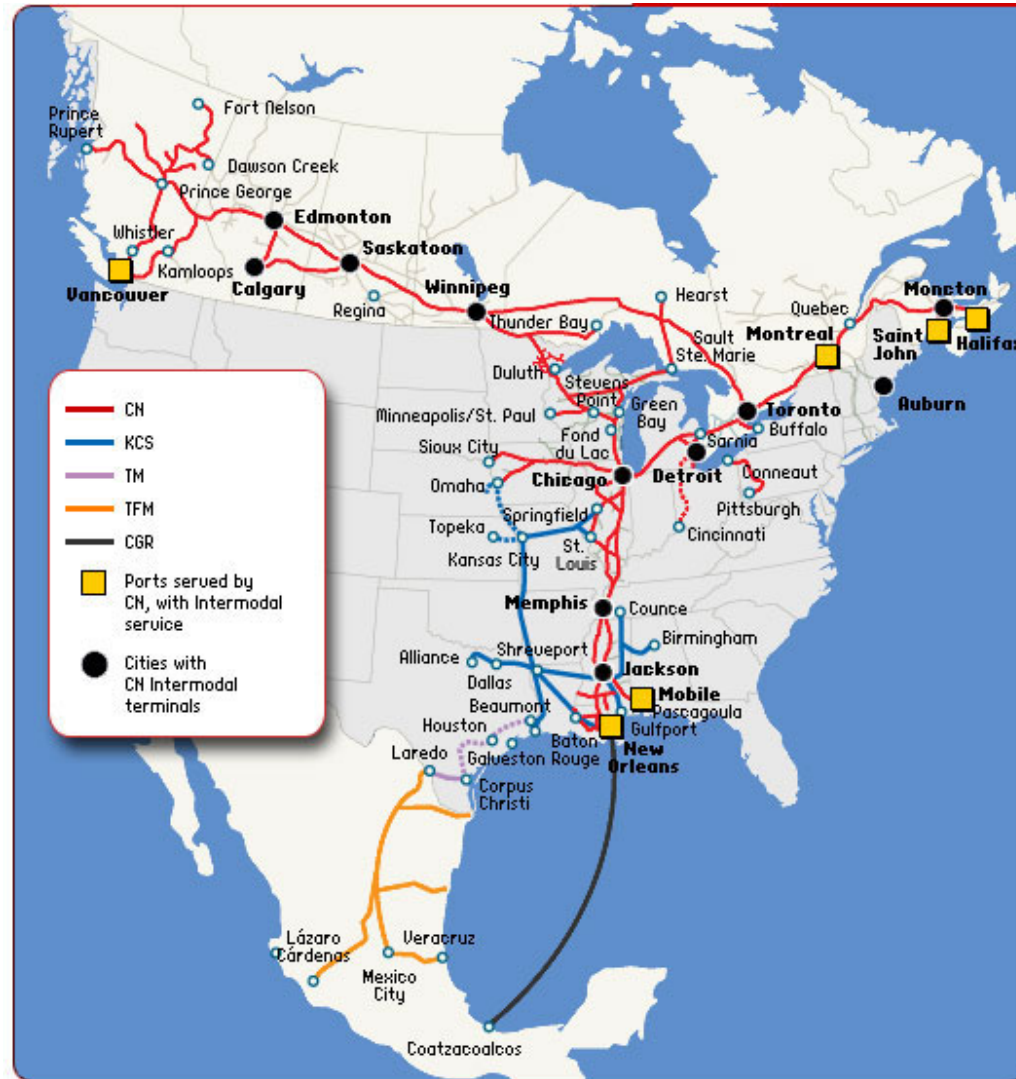 Fort Nelson
Prince
Rupert
Dawson Creek
Prince George
Edmonton
Whistler
Saskatoon
Kamloops
Calgary
Vancouver
Winnipeg
Regina
Hearst
Quebec
Moncton
Thunder Bay
Montreal
Saint
John
Halifax
Sault
Ste. Marie
Duluth
Stevens
Point
Auburn
Minneapolis/St. Paul
Green
Bay
Toronto
Buffalo
Fond
du Lac
Sarnia
Sioux City
Chicago
Detroit
Conneaut
Omaha
Pittsburgh
Springfield
Topeka
Cincinnati
Kansas City
St.
Louis
Memphis
Counce
Birmingham
Shreveport
Alliance
Jackson
Dallas
Mobile
Beaumont
Pascagoula
Houston
Baton
Rouge
Gulfport
Galveston
New
Orleans
Laredo
Corpus
Christi
Lázaro
Cárdenas
Veracruz
Mexico
City
Coatzacoalcos
CN
KCS
TM
TFM
CGR
Ports served by
CN, with Intermodal
service
Cities with
CN Intermodal
terminals